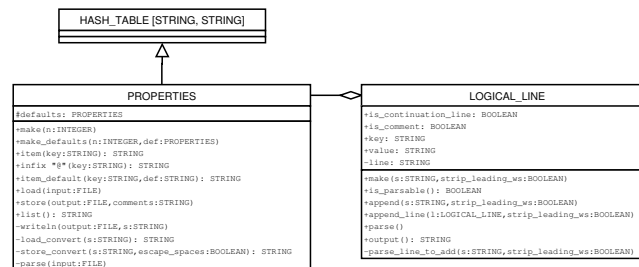 HASH_TABLE [STRING, STRING]
PROPERTIES
#defaults: PROPERTIES
+make(n:INTEGER)
+make_defaults(n:INTEGER,def:PROPERTIES)
+item(key:STRING): STRING
+infix "@"(key:STRING): STRING
+item_default(key:STRING,def:STRING): STRING
+load(input:FILE)
+store(output:FILE,comments:STRING)
+list(): STRING
-writeln(output:FILE,s:STRING)
-load_convert(s:STRING): STRING
-store_convert(s:STRING,escape_spaces:BOOLEAN): STRING
-parse(input:FILE)
LOGICAL_LINE
+is_continuation_line: BOOLEAN
+is_comment: BOOLEAN
+key: STRING
+value: STRING
-line: STRING
+make(s:STRING,strip_leading_ws:BOOLEAN)
+is_parsable(): BOOLEAN
+append(s:STRING,strip_leading_ws:BOOLEAN)
+append_line(l:LOGICAL_LINE,strip_leading_ws:BOOLEAN)
+parse()
+output(): STRING
-parse_line_to_add(s:STRING,strip_leading_ws:BOOLEAN)